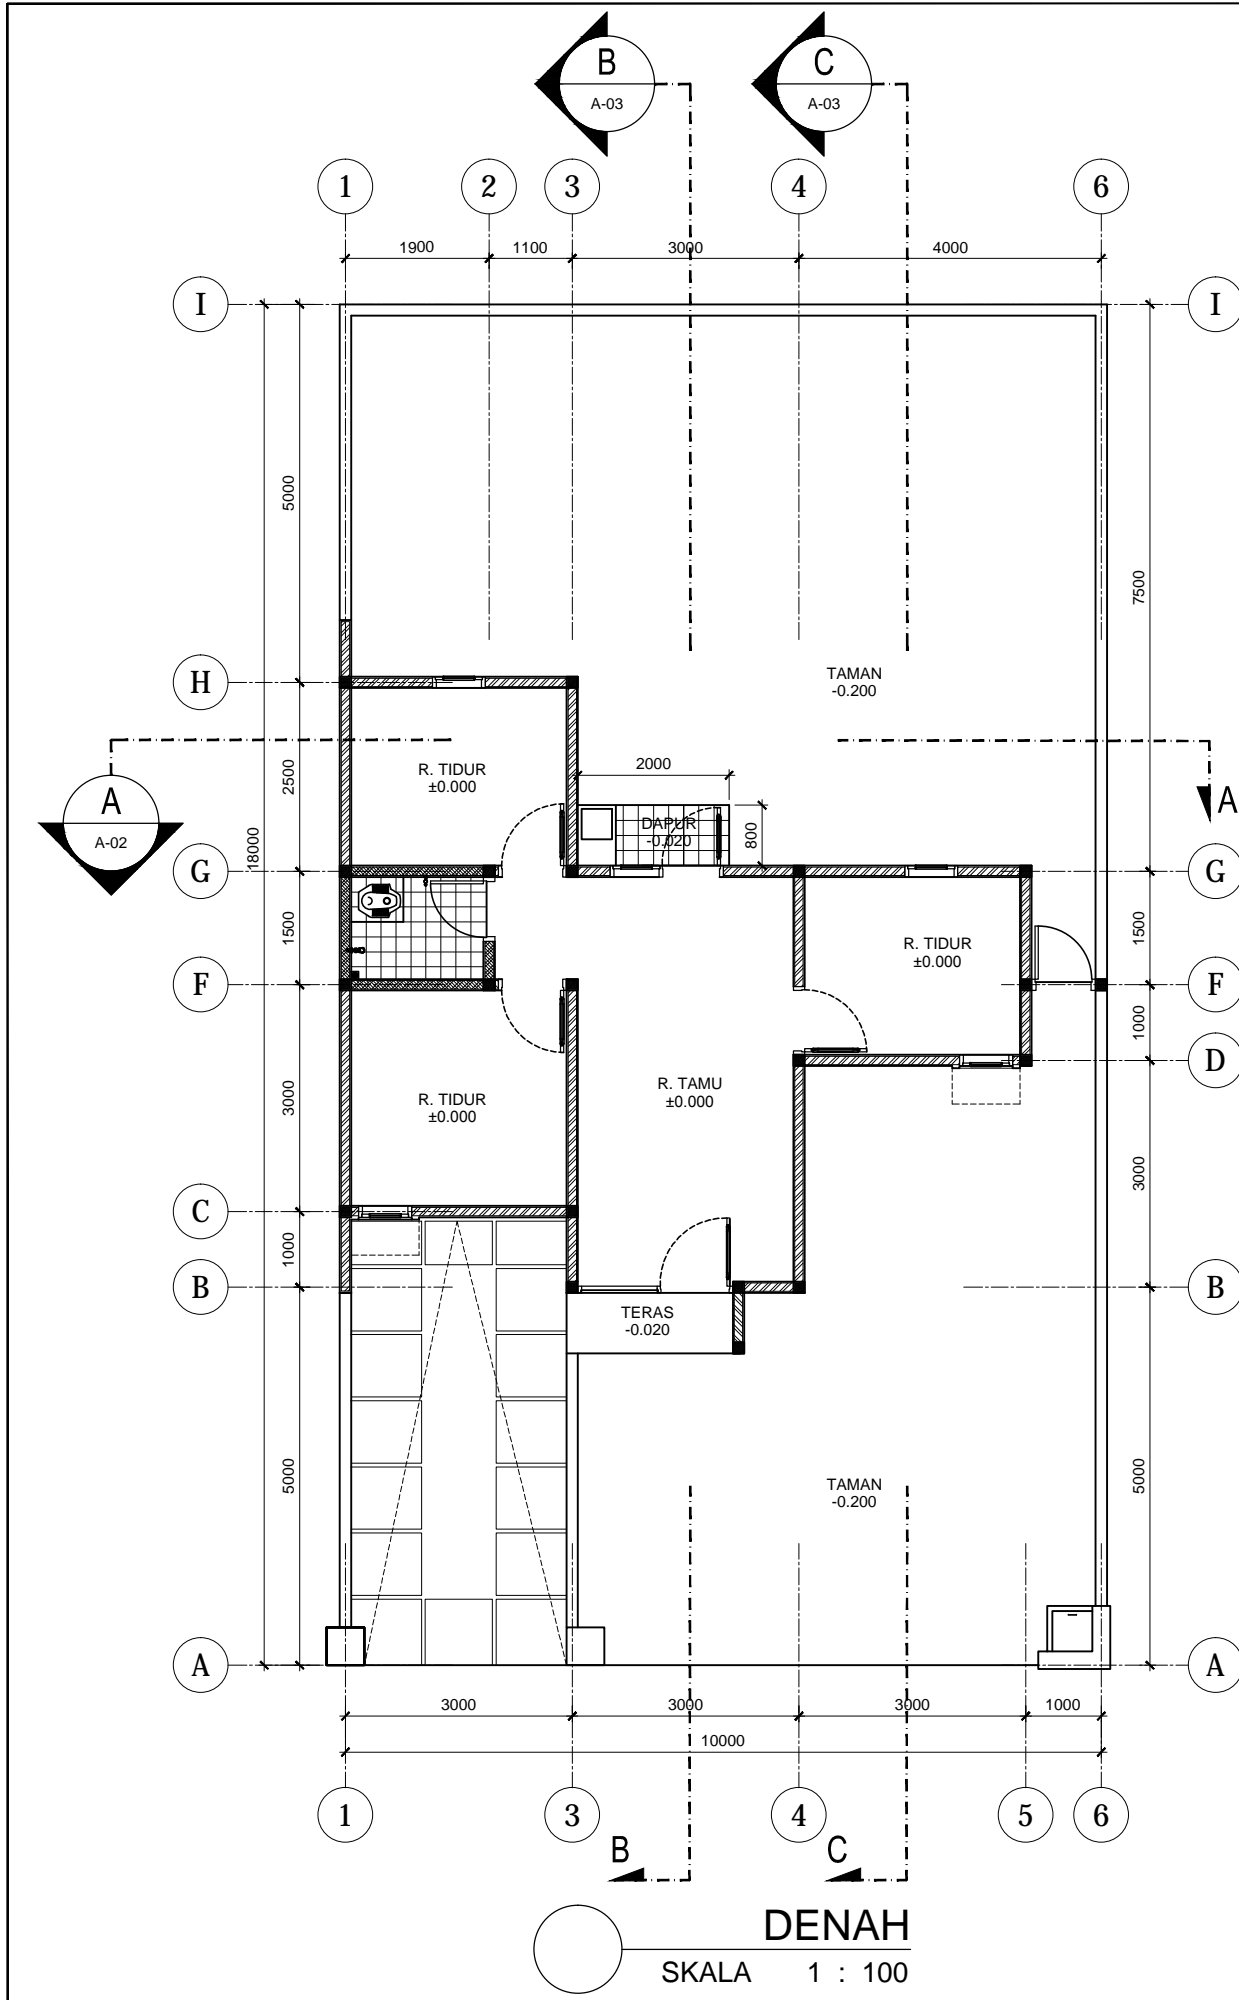 B
A-03
C
A-03
1
2
3
4
6
1900
1100
3000
4000
I
I
5000
7500
H
TAMAN
-0.200
2500
R. TIDUR
±0.000
2000
A
A-02
A
DAPUR
-0.020
800
18000
G
G
1500
R. TIDUR
±0.000
1500
F
F
1000
D
3000
R. TIDUR
±0.000
R. TAMU
±0.000
3000
C
1000
B
B
TERAS
-0.020
5000
TAMAN
-0.200
5000
A
A
3000
3000
3000
1000
10000
1
3
4
5
6
B
C
DENAH
SKALA 1 : 100